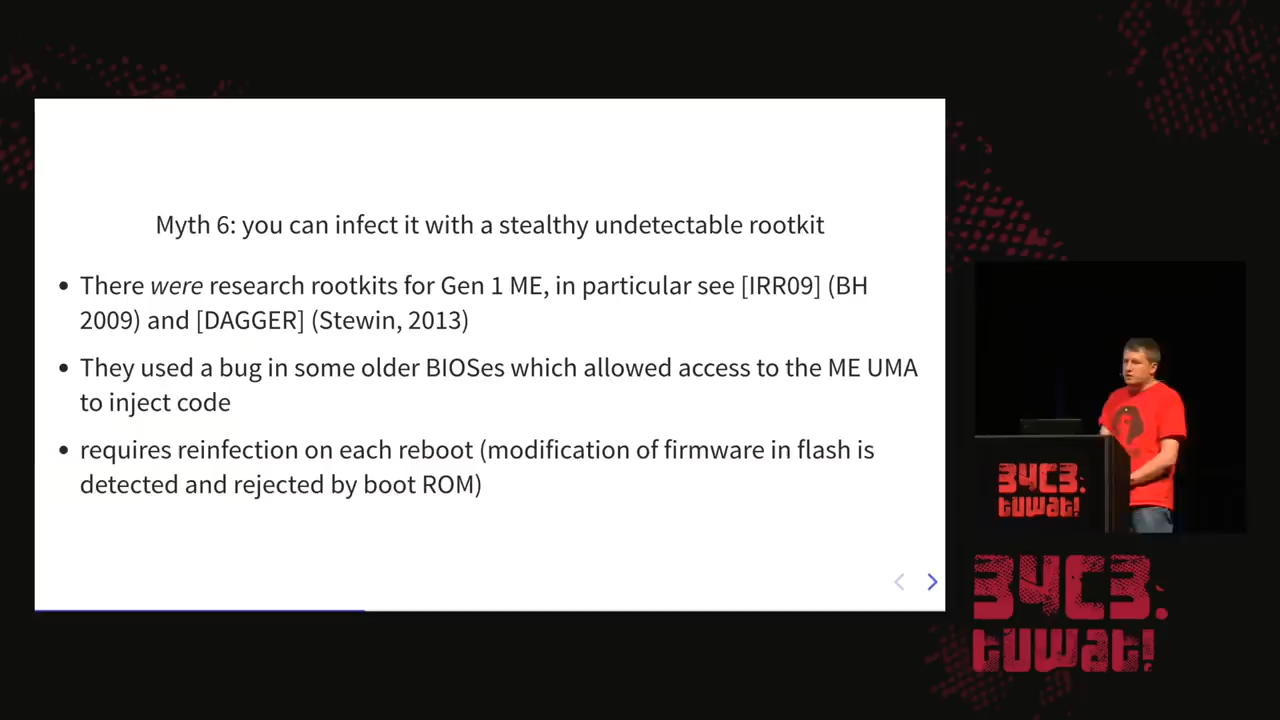 Myth 6: you can infect it with a stealthy undetectable rootkit
• There were research rootkits for Gen 1 ME, in particular see [IRR09] (BH
2009) and [DAGGER] (Stewin, 2013)
• They used a bug in some older BIOSes which allowed access to the ME UMA
to inject code
• requires reinfection on each reboot (modification of firmware in flash is
detected and rejected by boot ROM)
34C3:
tuwat!
34C3:
tuwat!